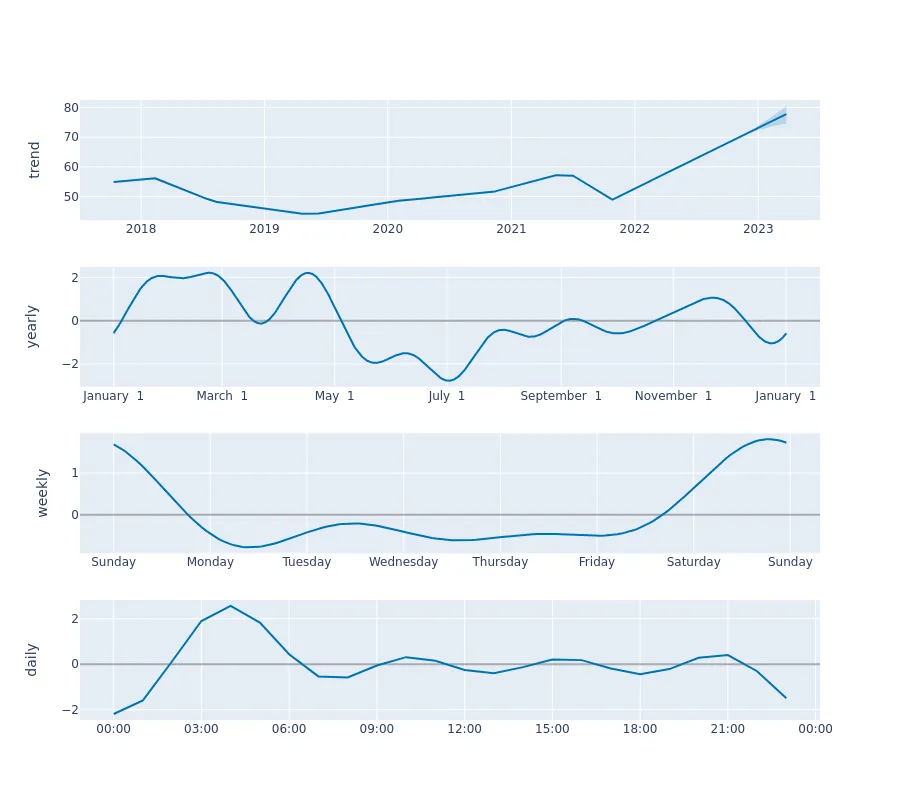 trend
80
70
60
50
2018 2019 2020 2021 2022 2023
yearly
2
0
−2
January 1 March 1 May 1 July 1 September 1 November 1 January 1
weekly
1
0
Sunday Monday Tuesday Wednesday Thursday Friday Saturday Sunday
daily
2
0
−2
00:00 03:00 06:00 09:00 12:00 15:00 18:00 21:00 00:00